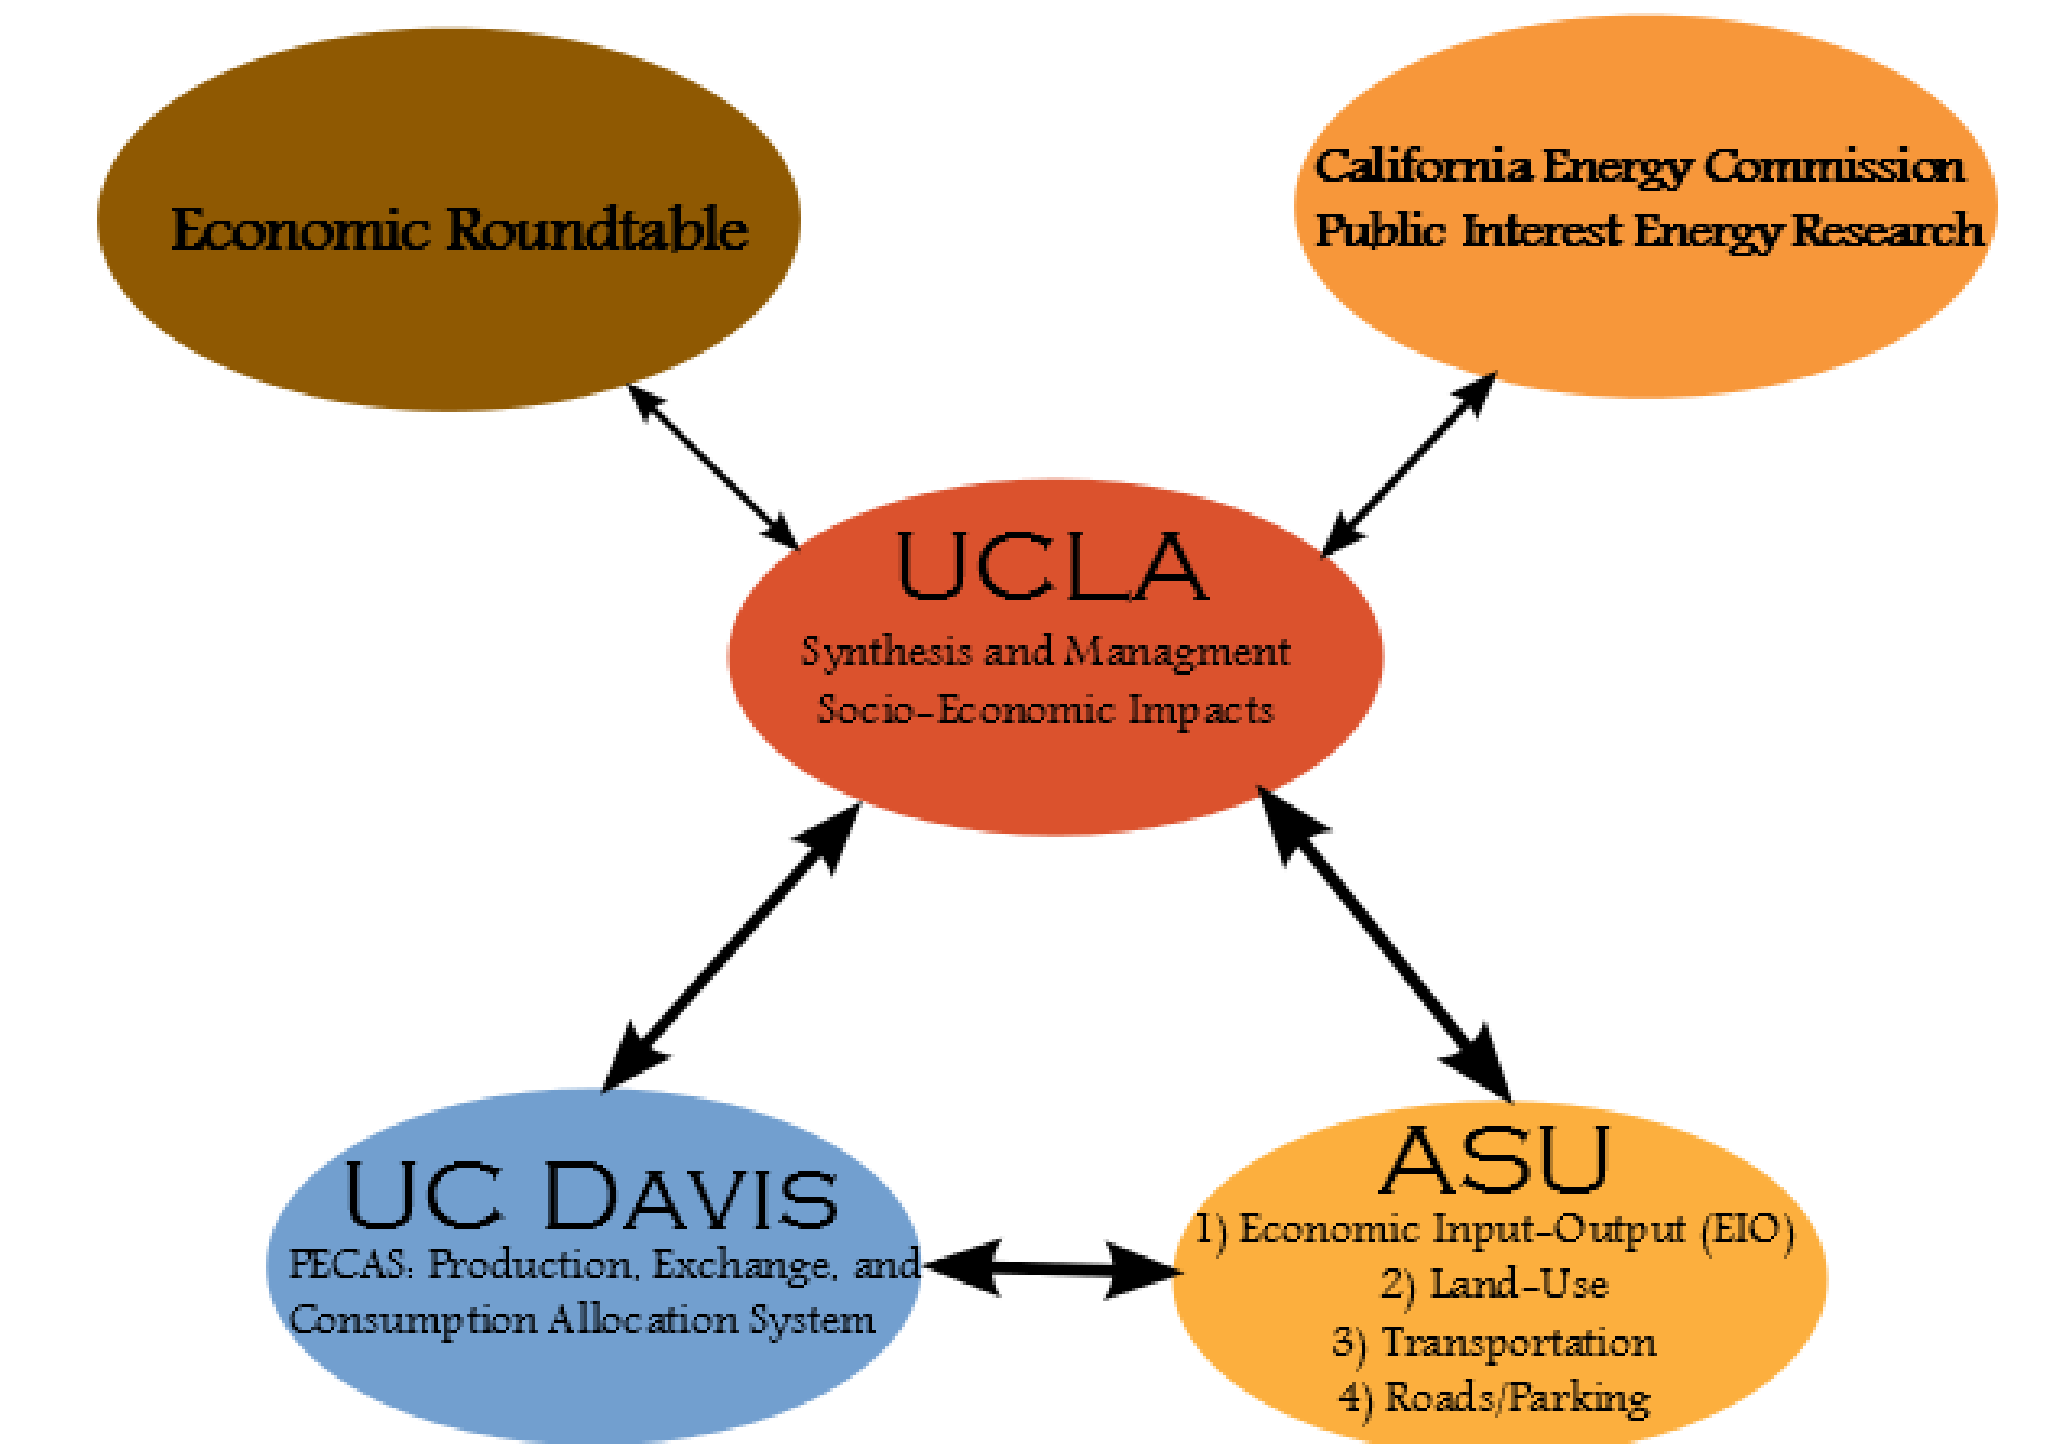 Economic Roundtable
California Energy Commission
Public Interest Energy Research
UCLA
Synthesis and Managment
Socio-Economic Impacts
UC DAVIS
PECAS: Production, Exchange, and
Consumption Allocation System
ASU
1) Economic Input-Output (EIO)
2) Land-Use
3) Transportation
4) Roads/Parking